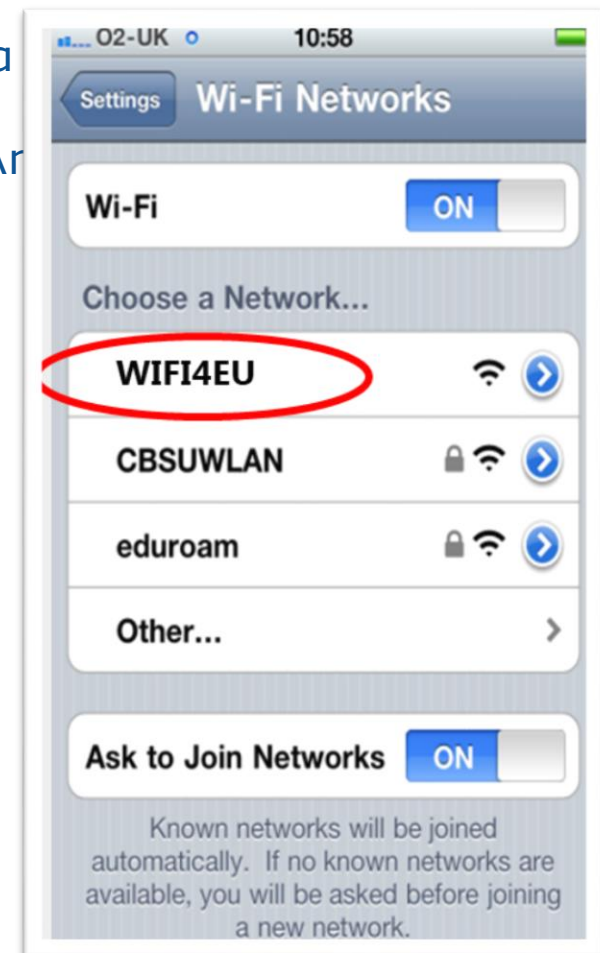 a
O2-UK 10:58
Ar
Settings Wi-Fi Networks
Wi-Fi ON
Choose a Network...
WIFI4EU
CBSUWLAN
eduroam
Other...
Ask to Join Networks ON
Known networks will be joined
automatically. If no known networks are
available, you will be asked before joining
a new network.